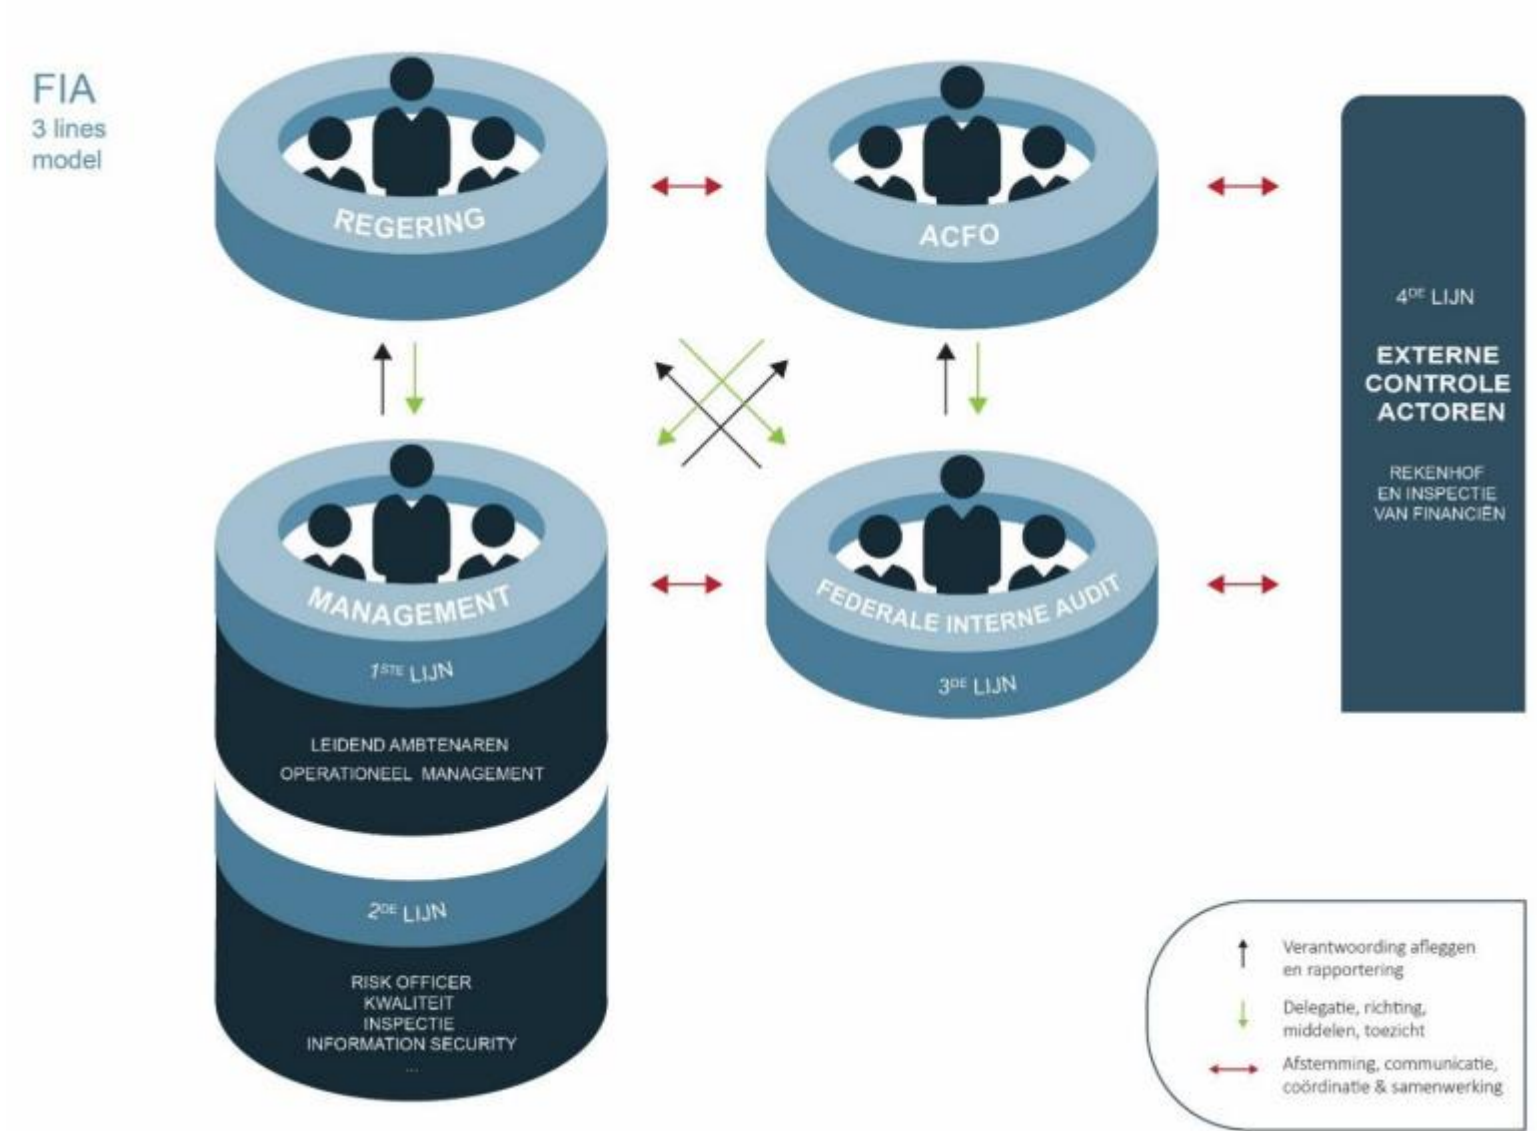 FIA
3 lines
model
REGERING
ACFO
MANAGEMENT
1STE LIJN
LEIDEND AMBTENAREN
OPERATIONEEL MANAGEMENT
2DE LIJN
RISK OFFICER
KWALITEIT
INSPECTIE
INFORMATION SECURITY
...
FEDERALE INTERNE AUDIT
3DE LIJN
4DE LIJN
EXTERNE
CONTROLE
ACTOREN
REKENHOF
EN INSPECTIE
VAN FINANCIËN
Verantwoording afleggen
en rapportering
Delegatie, richting,
middelen, toezicht
Afstemming, communicatie,
coördinatie & samenwerking